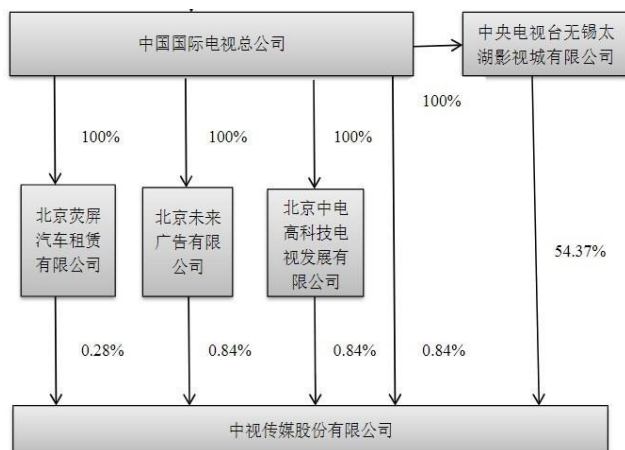 中国国际电视总公司
中央电视台无锡太
湖影视城有限公司
100%
100%
100%
100%
北京荧屏
汽车租赁
有限公司
北京未来
广告有限
公司
北京中电
高科技电
视发展有
限公司
54.37%
0.28%
0.84%
0.84%
0.84%
中视传媒股份有限公司